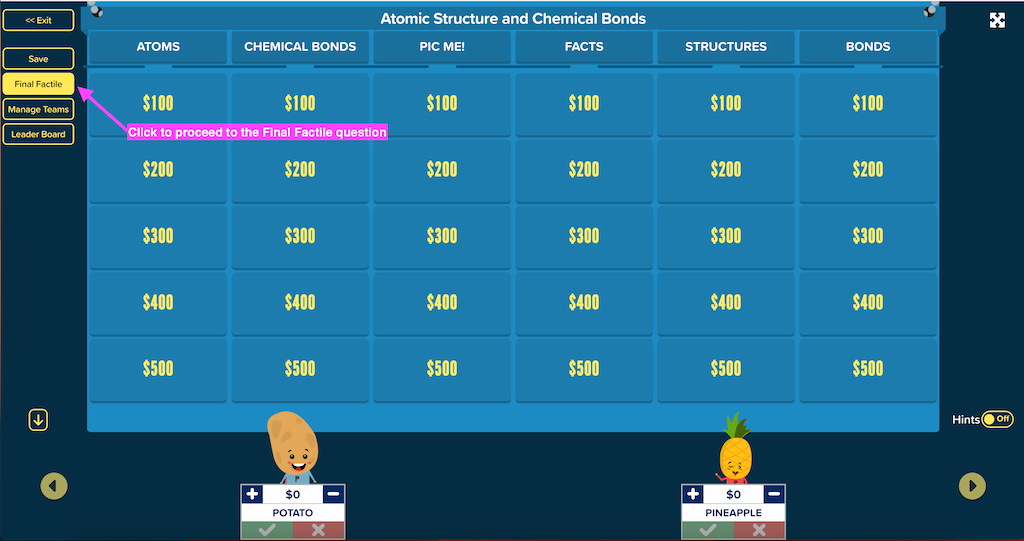 << Exit
Atomic Structure and Chemical Bonds
Save
Final Factile
Manage Teams
Leader Board
ATOMS CHEMICAL BONDS PIC ME! FACTS STRUCTURES BONDS
$100 $100 $100 $100 $100 $100
Click to proceed to the Final Factile question
$200 $200 $200 $200 $200 $200
$300 $300 $300 $300 $300 $300
$400 $400 $400 $400 $400 $400
$500 $500 $500 $500 $500 $500
Hints Off
P P
+ $0 − + $0 −
POTATO PINEAPPLE